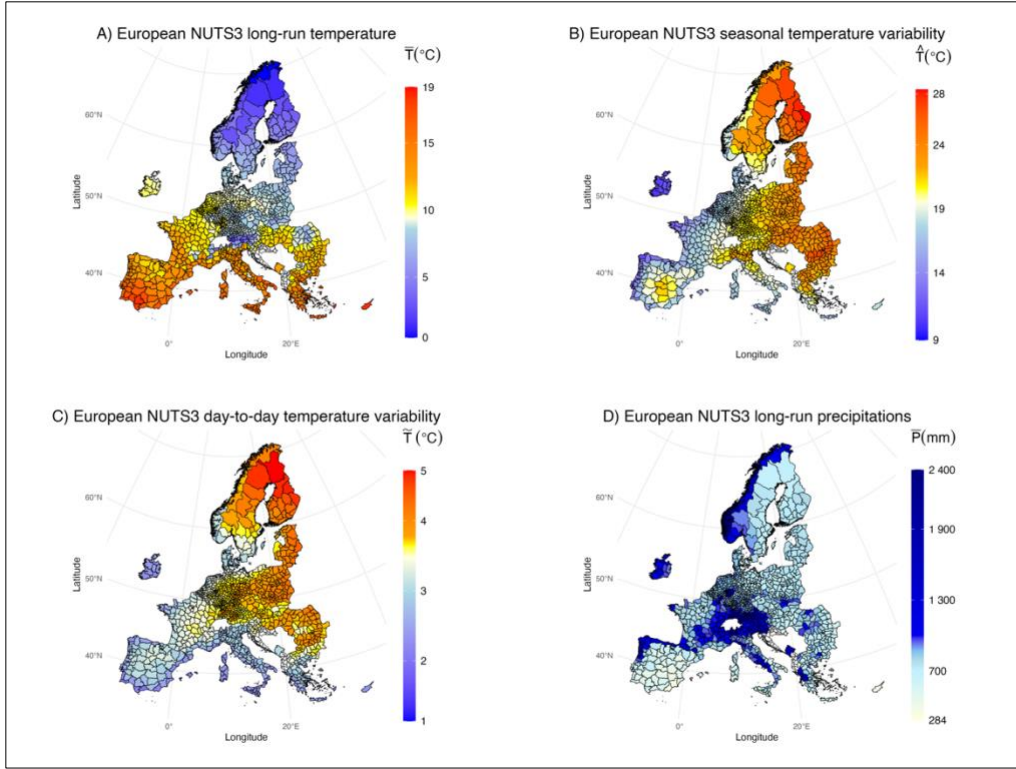 A) European NUTS3 long-run temperature
T̅(°C)
19
15
10
5
0
60°N
50°N
40°N
Latitude
0°
20°E
Longitude
B) European NUTS3 seasonal temperature variability
T̂(°C)
28
24
19
14
9
60°N
50°N
40°N
Latitude
0°
20°E
Longitude
C) European NUTS3 day-to-day temperature variability
T̃ (°C)
5
4
3
2
1
60°N
50°N
40°N
Latitude
0°
20°E
Longitude
D) European NUTS3 long-run precipitations
P̅(mm)
2 400
1 900
1 300
700
284
60°N
50°N
40°N
Latitude
0°
20°E
Longitude